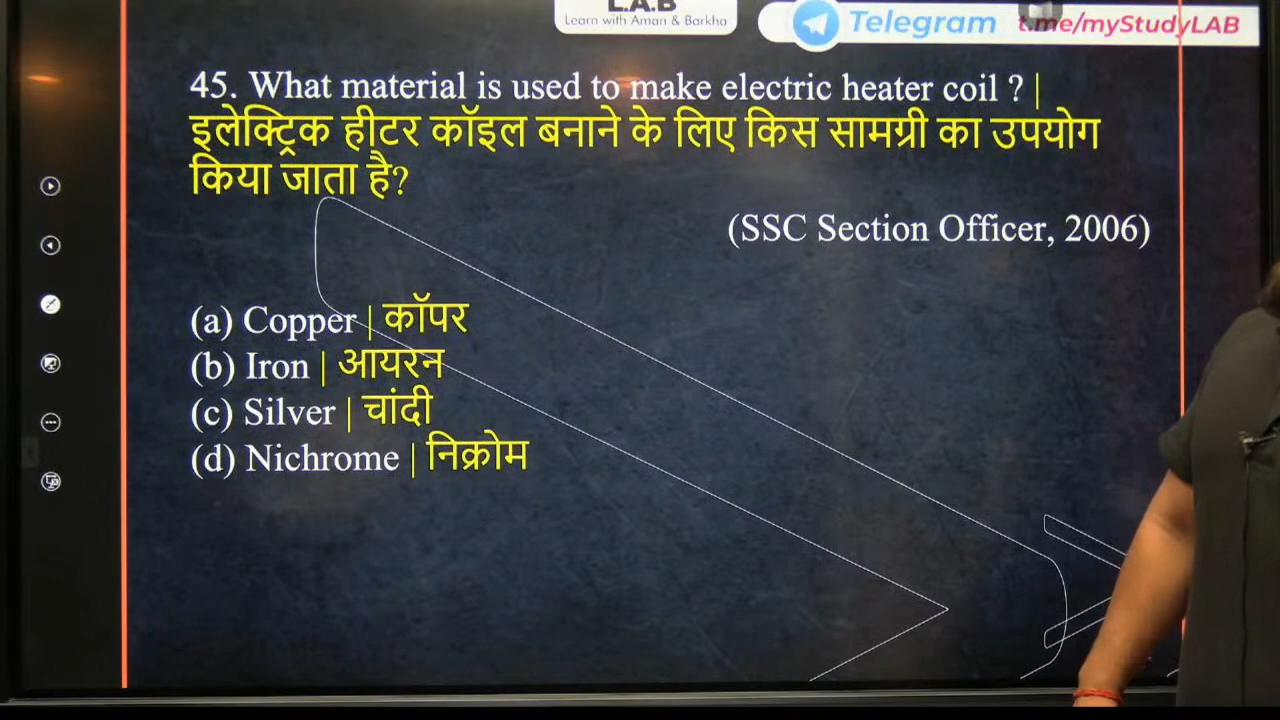 L.A.B
Learn with Aman & Barkha
Telegram t.me/myStudyLAB
45. What material is used to make electric heater coil ? |
इलेक्ट्रिक हीटर कॉइल बनाने के लिए किस सामग्री का उपयोग
किया जाता है?
(SSC Section Officer, 2006)
(a) Copper | कॉपर
(b) Iron | आयरन
(c) Silver | चांदी
(d) Nichrome | निक्रोम